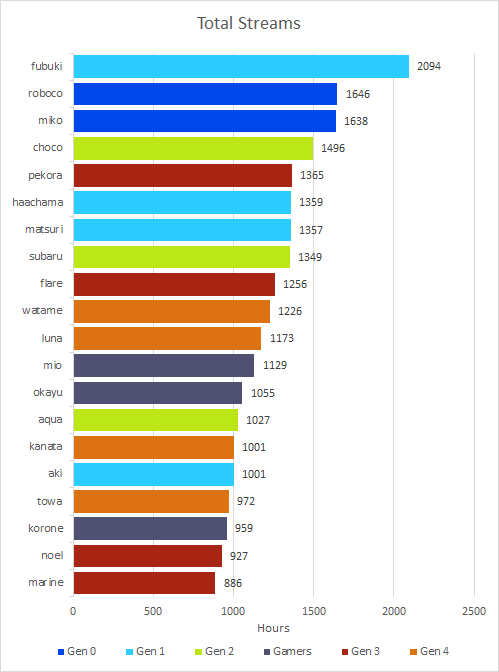 Total Streams
fubuki 2094
roboco 1646
miko 1638
choco 1496
pekora 1365
haachama 1359
matsuri 1357
subaru 1349
flare 1256
watame 1226
luna 1173
mio 1129
okayu 1055
aqua 1027
kanata 1001
aki 1001
towa 972
korone 959
noel 927
marine 886
0 500 1000 1500 2000 2500
Hours
Gen 0 Gen 1 Gen 2 Gamers Gen 3 Gen 4